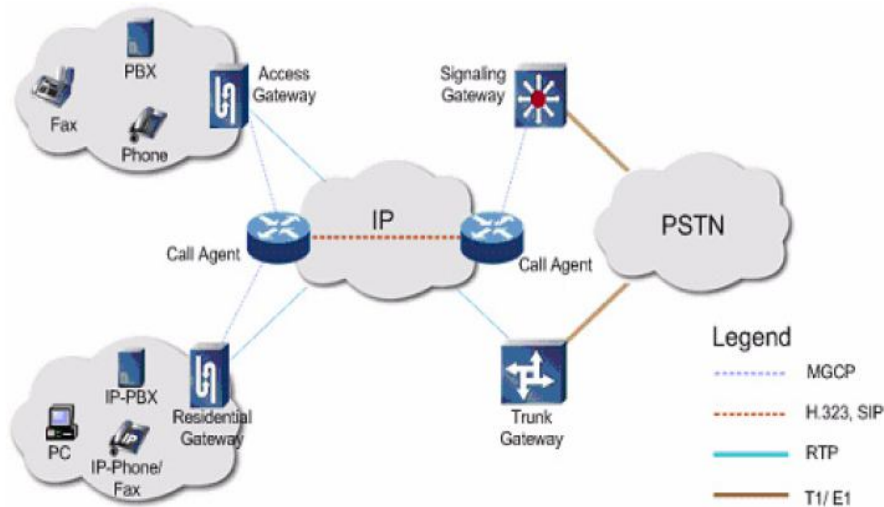 PBX
Access
Gateway
Fax
Phone
Signaling
Gateway
IP
PSTN
Call Agent
Call Agent
IP-PBX
PC
IP-Phone/
Fax
IP
Residential
Gateway
Trunk
Gateway
Legend
MGCP
H.323, SIP
RTP
T1/ E1